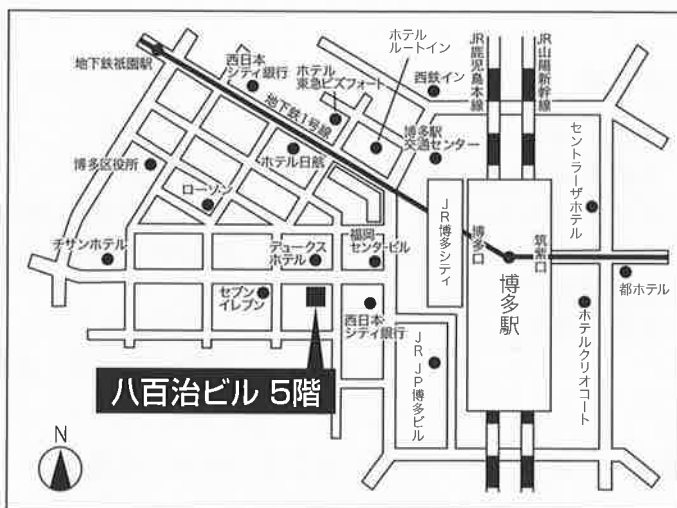 地下鉄祇園駅
西日本
シティ銀行
ホテル
東急ビズフォート
ホテル
ルートイン
西鉄イン
JR鹿児島本線
JR山陽新幹線
地下鉄1号線
博多駅
交通センター
セントラーザホテル
博多区役所
ホテル日航
ローソン
チサンホテル
デュークス
ホテル
福岡
センタービル
JR博多シティ
博多口
筑紫口
博多駅
都ホテル
セブン
イレブン
西日本
シティ銀行
JR JP博多ビル
ホテルクリオコート
八百治ビル 5階
N